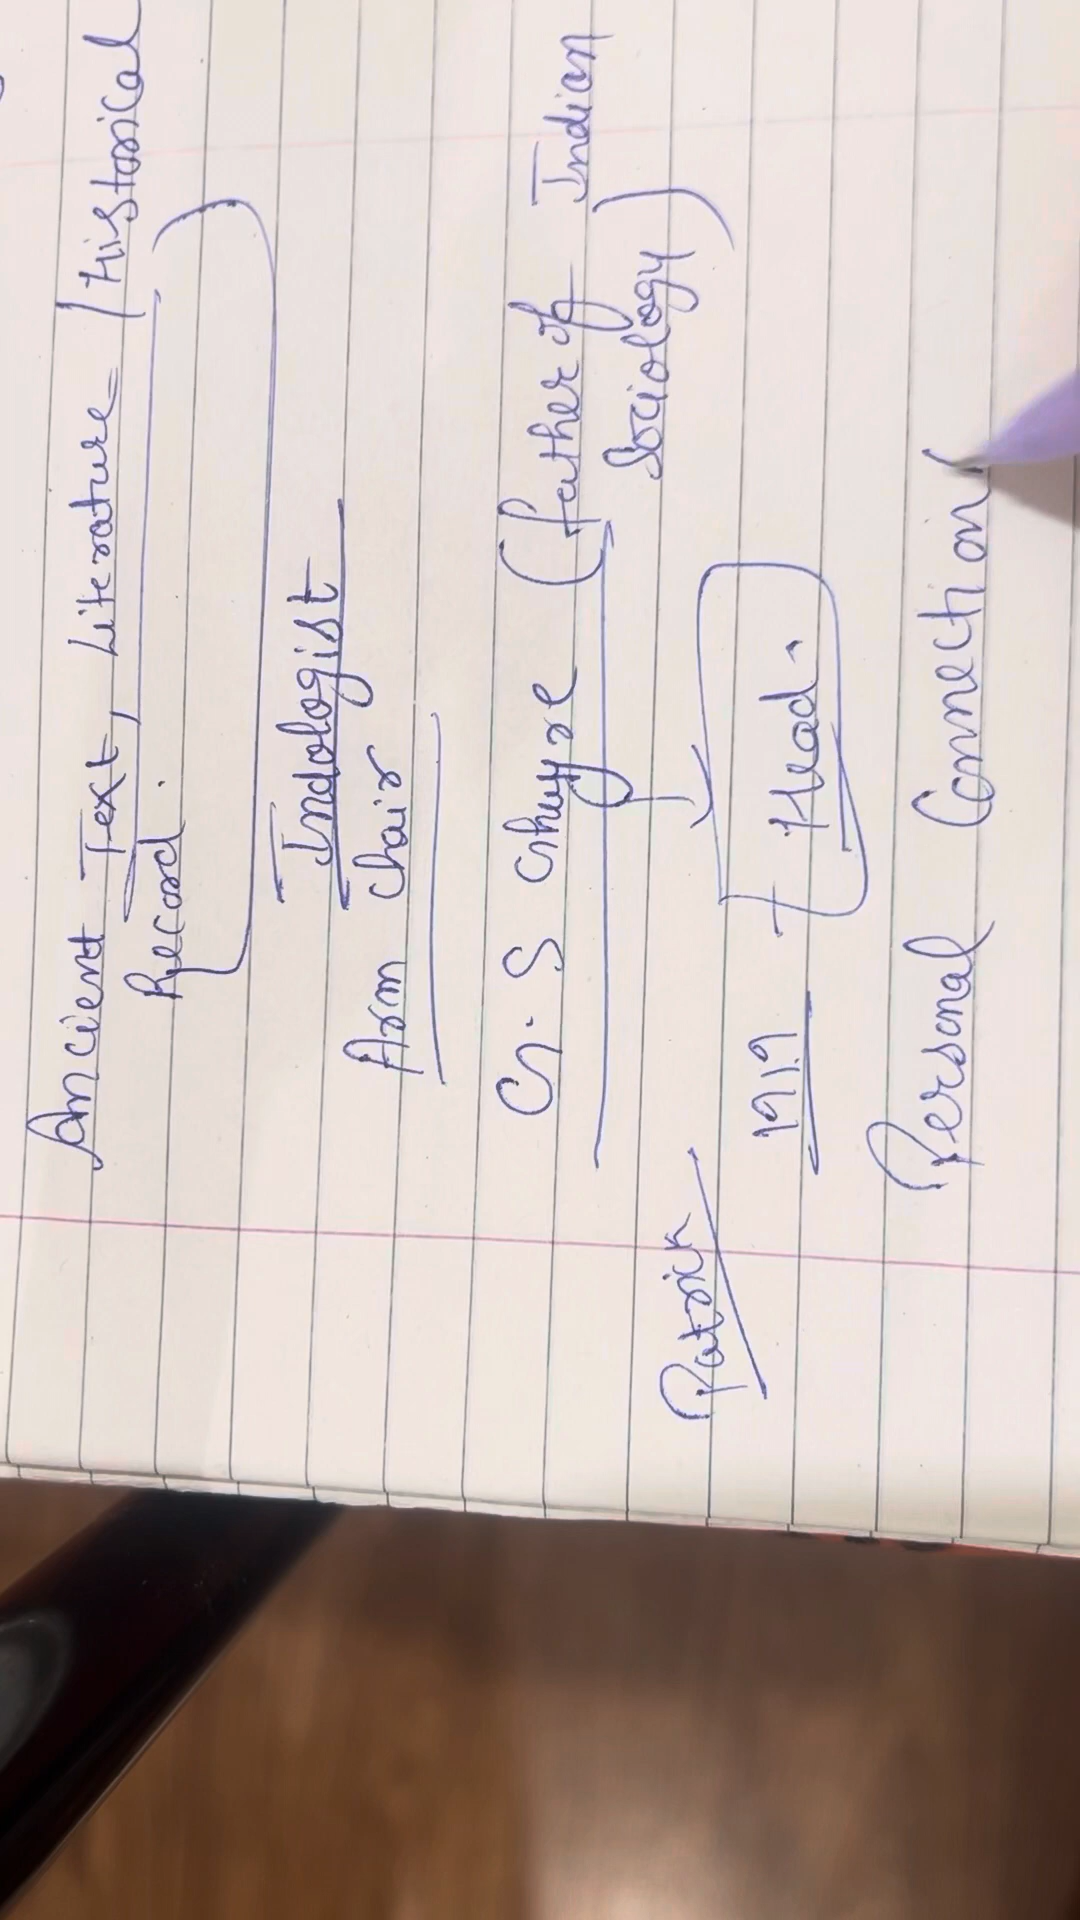 Ancient Text, Literature / Historical
Record.
Indologist
Arm chair
G. S Ghurye (father of Indian
Sociology)
Patrick
1919 - Head.
Personal Connection